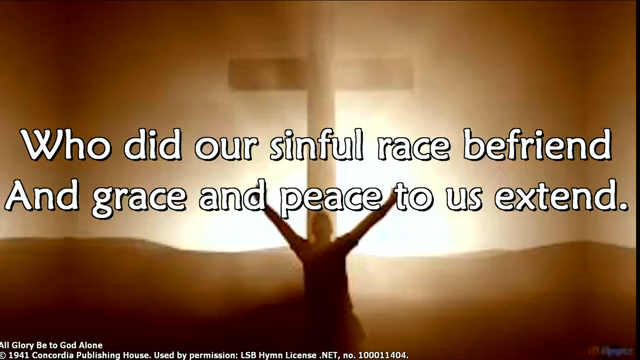 Who did our sinful race befriend
And grace and peace to us extend.
All Glory Be to God Alone
© 1941 Concordia Publishing House. Used by permission: LSB Hymn License .NET, no. 100011404.